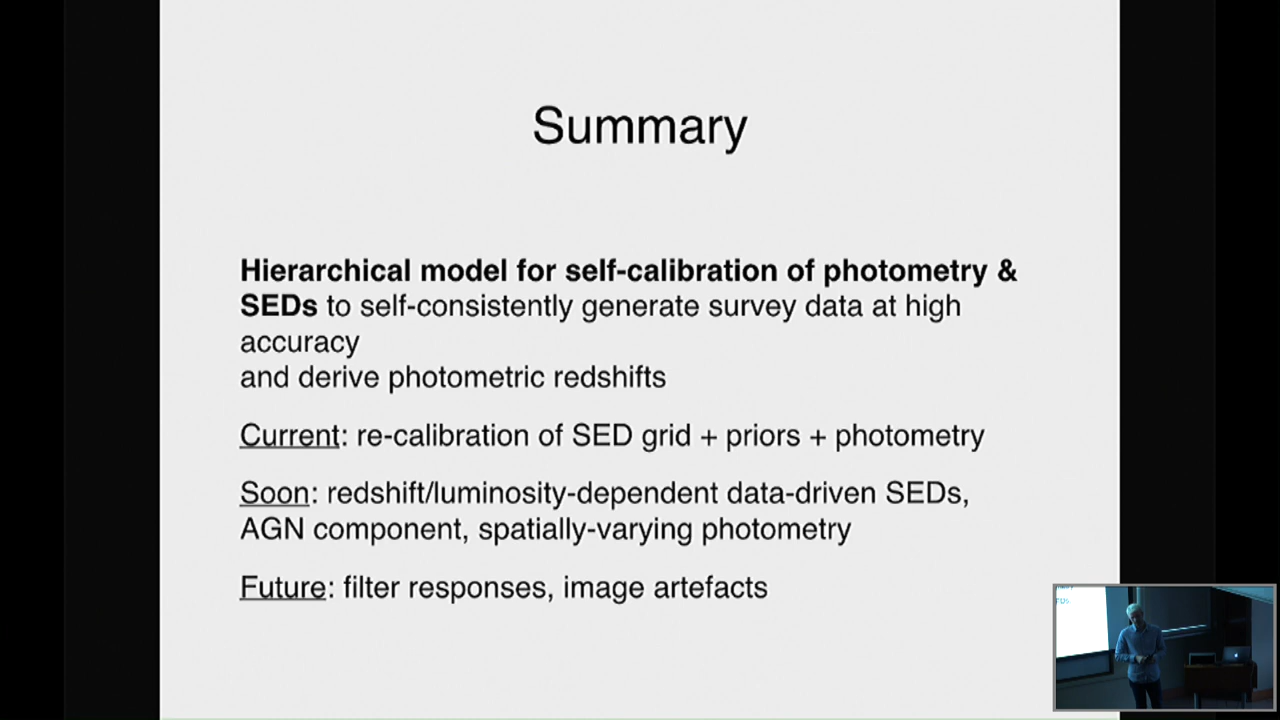 Summary
Hierarchical model for self-calibration of photometry &
SEDs to self-consistently generate survey data at high
accuracy
and derive photometric redshifts
Current: re-calibration of SED grid + priors + photometry
Soon: redshift/luminosity-dependent data-driven SEDs,
AGN component, spatially-varying photometry
Future: filter responses, image artefacts